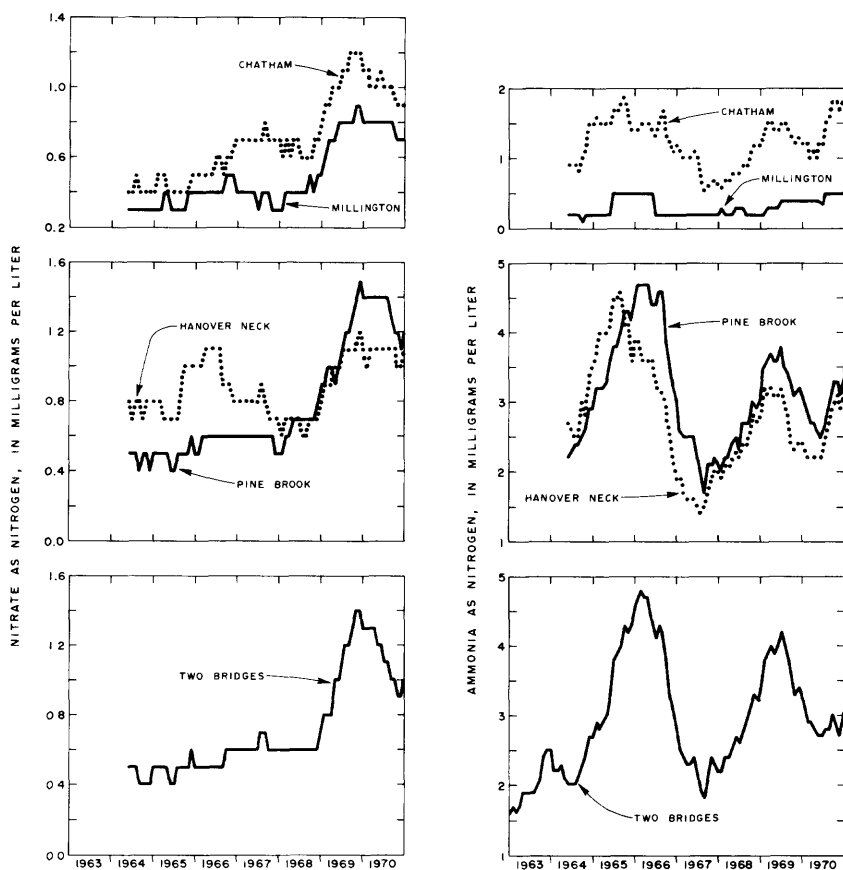 NITRATE AS NITROGEN, IN MILLIGRAMS PER LITER
1.4
1.0
0.6
0.2
CHATHAM
MILLINGTON
1.6
1.2
0.8
0.4
0.0
HANOVER NECK
PINE BROOK
1.6
1.2
0.8
0.4
0.0
TWO BRIDGES
1963 1964 1965 1966 1967 1968 1969 1970
AMMONIA AS NITROGEN, IN MILLIGRAMS PER LITER
2
1
0
CHATHAM
MILLINGTON
5
4
3
2
1
PINE BROOK
HANOVER NECK
5
4
3
2
1
TWO BRIDGES
1963 1964 1965 1966 1967 1968 1969 1970